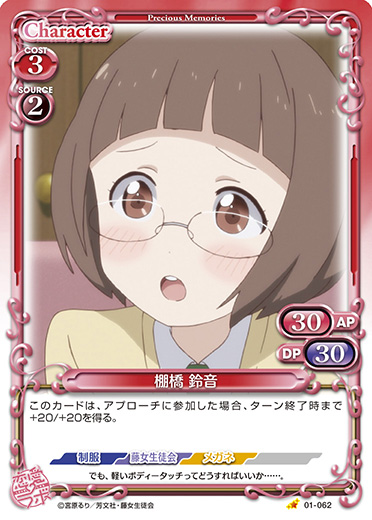 Precious Memories
Character
COST
3
SOURCE
2
30 AP
DP 30
棚橋 鈴音
このカードは、アプローチに参加した場合、ターン終了時まで
+20/+20を得る。
制服 藤女生徒会 メガネ
でも、軽いボディータッチってどうすればいいか……。
恋愛
ラボ
©宮原るり/芳文社・藤女生徒会
01-062